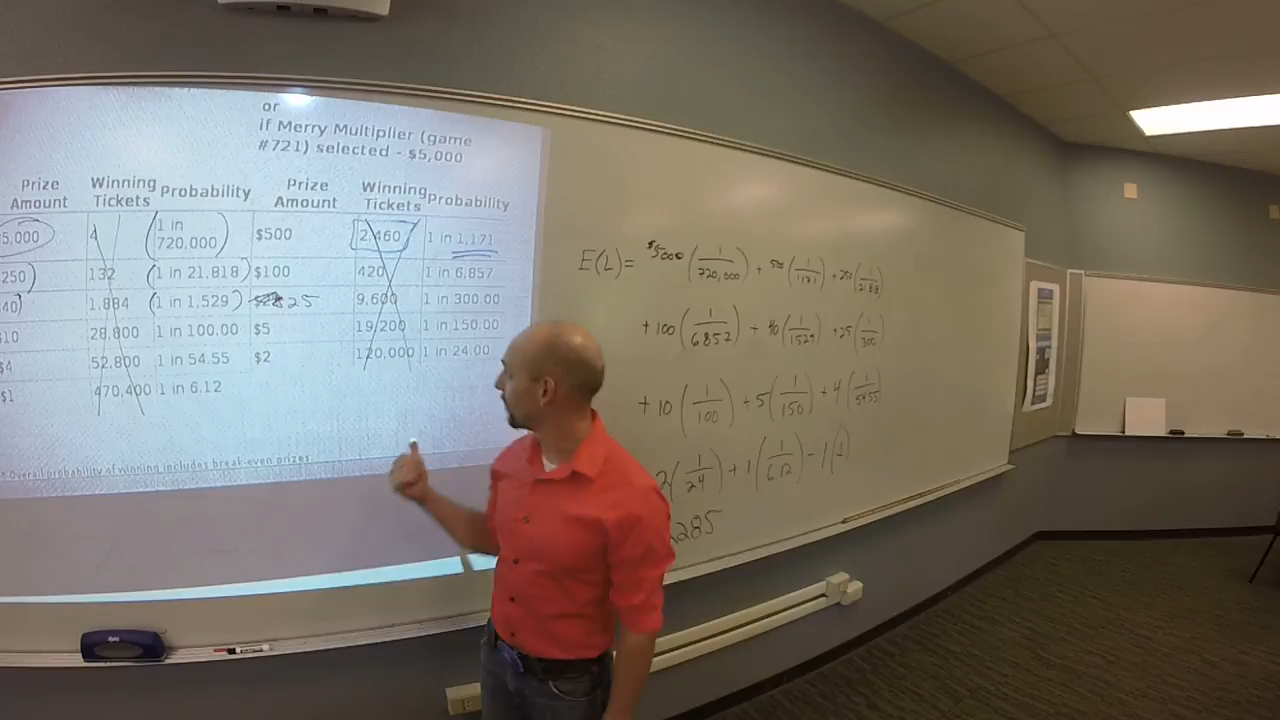 or
if Merry Multiplier (game
#721) selected - $5,000
Prize Amount Winning Tickets Probability Prize Amount Winning Tickets Probability
5,000 4 (1 in 720,000) $500 2,460 1 in 1,171
250) 132 (1 in 21,818) $100 420 1 in 6,857
40) 1,884 (1 in 1,529) 25 9,600 1 in 300.00
$10 28,800 1 in 100.00 $5 19,200 1 in 150.00
$4 52,800 1 in 54.55 $2 120,000 1 in 24.00
$1 470,400 1 in 6.12
* Overall probability of winning includes break-even prizes
E(L) = $5000 (1/720,000) + 500 (1/1171) + 250 (1/21818)
+ 100 (1/6857) + 40 (1/1529) + 25 (1/300)
+ 10 (1/100) + 5 (1/150) + 4 (1/5455)
2 (1/24) + 1 (1/6.12) - 1 (1)
285